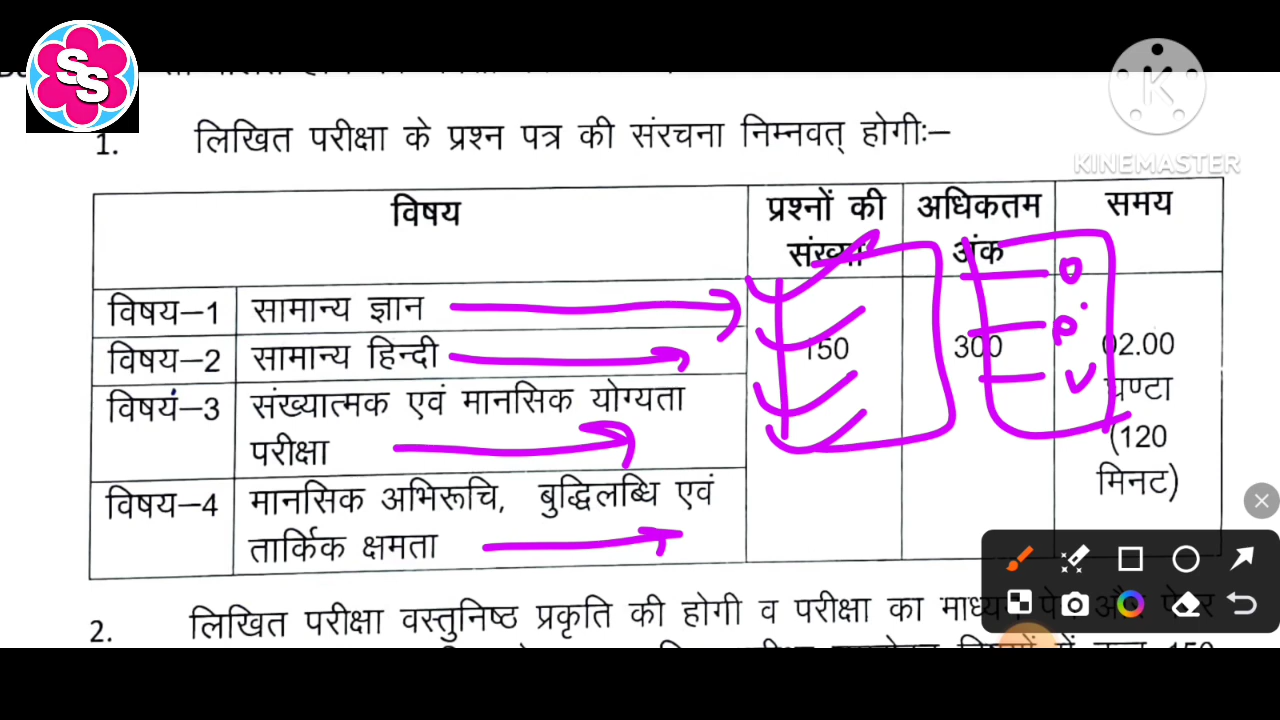 SS
1. लिखित परीक्षा के प्रश्न पत्र की संरचना निम्नवत् होगीः–
KINEMASTER
विषय प्रश्नों की संख्या अधिकतम अंक समय
विषय–1 सामान्य ज्ञान
विषय–2 सामान्य हिन्दी 150 300 02.00
विषय–3 संख्यात्मक एवं मानसिक योग्यता घण्टा
परीक्षा (120
विषय–4 मानसिक अभिरूचि, बुद्धिलब्धि एवं मिनट)
तार्किक क्षमता
2. लिखित परीक्षा वस्तुनिष्ठ प्रकृति की होगी व परीक्षा का